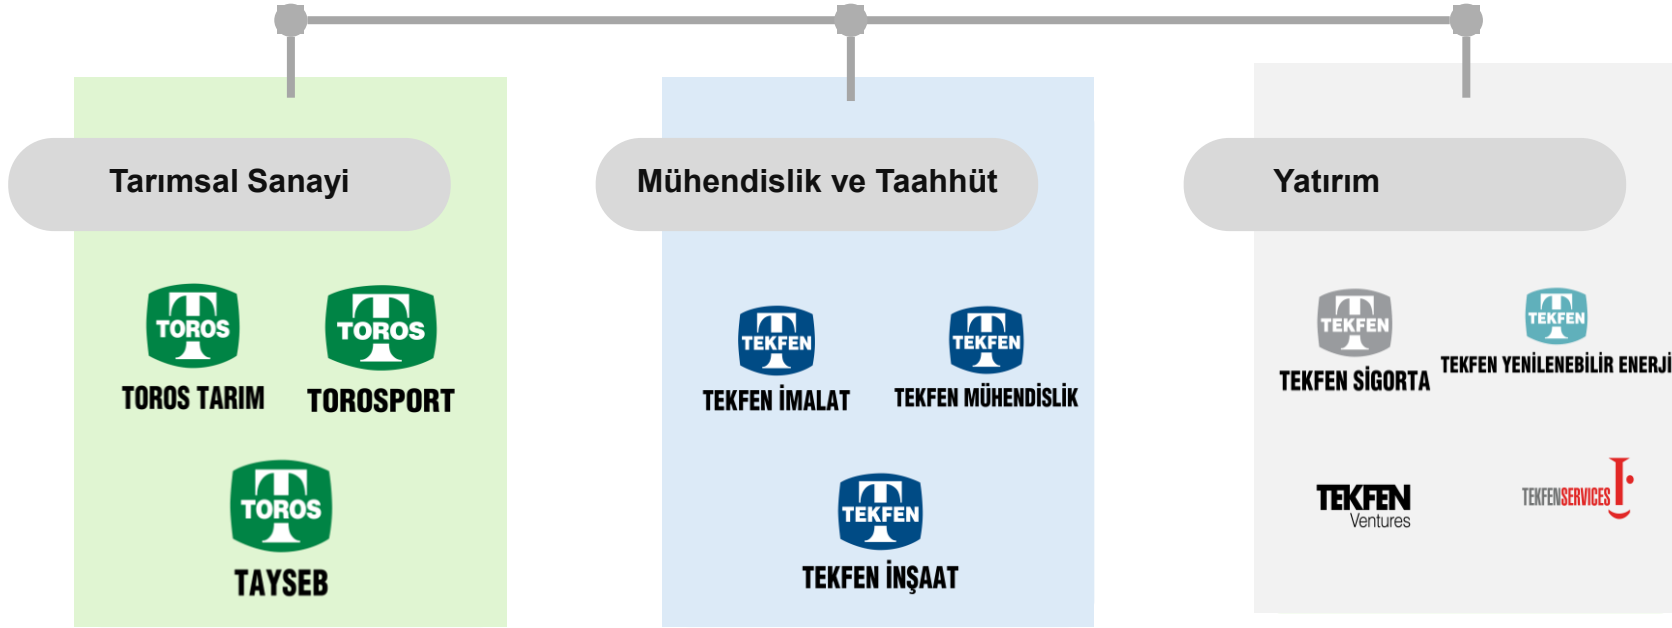 Tarımsal Sanayi
TOROS
TOROS TARIM
TOROS
TOROSPORT
TOROS
TAYSEB
Mühendislik ve Taahhüt
TEKFEN
TEKFEN İMALAT
TEKFEN
TEKFEN MÜHENDİSLİK
TEKFEN
TEKFEN İNŞAAT
Yatırım
TEKFEN
TEKFEN SİGORTA
TEKFEN
TEKFEN YENİLENEBİLİR ENERJİ
TEKFEN
Ventures
TEKFENSERVICES